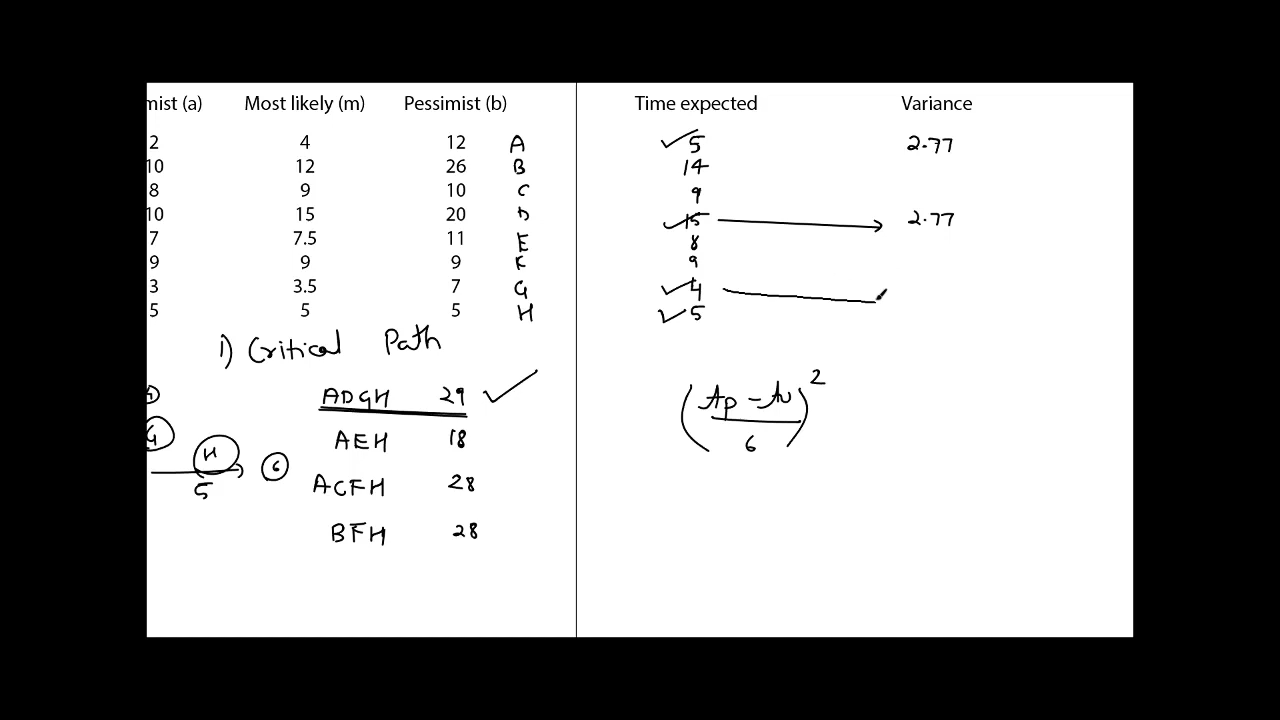 mist (a) Most likely (m) Pessimist (b) Time expected Variance
2 4 12 A 5 2.77
10 12 26 B 14
8 9 10 C 9
10 15 20 D 15 2.77
7 7.5 11 E 8
9 9 9 F 9
3 3.5 7 G 4
5 5 5 H 5
1) Critical Path
ADGH 29
AEH 18
ACFH 28
BFH 28
G
H
5
6
2
6